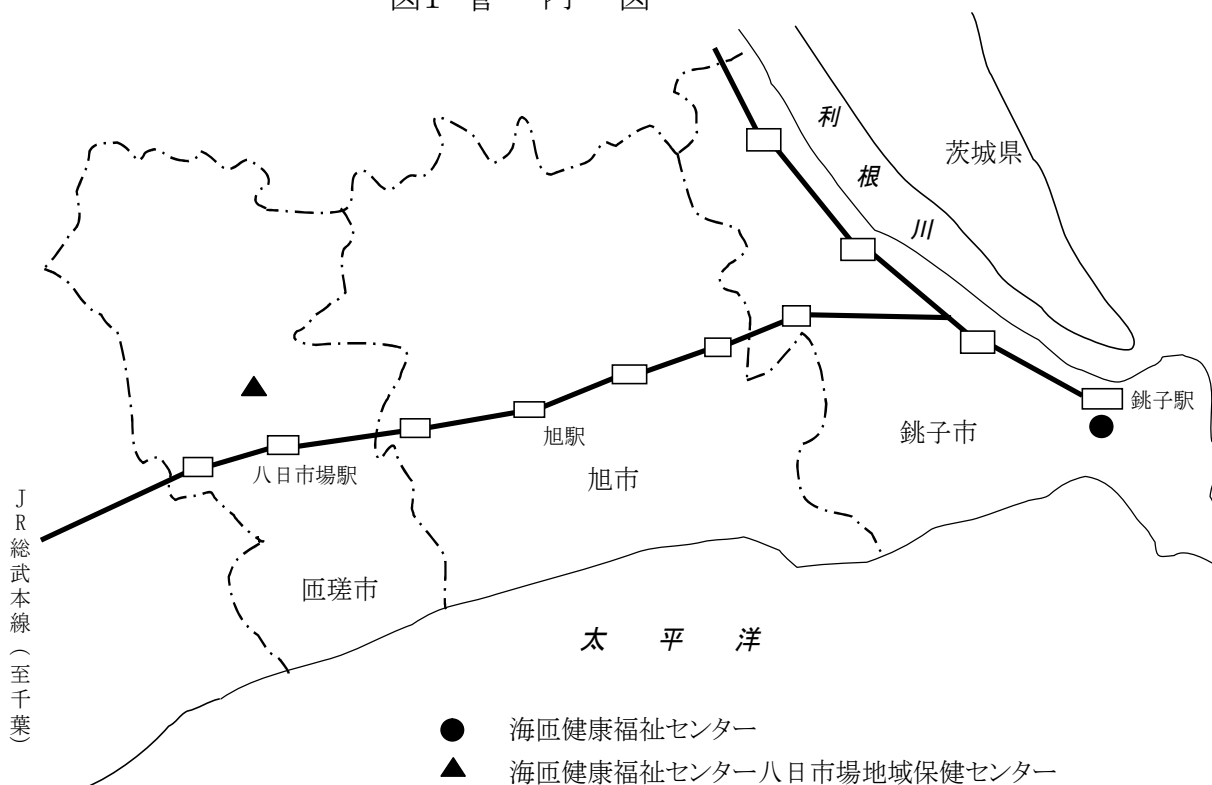 図1 管 内 図
利根川
茨城県
銚子駅
銚子市
旭駅
旭市
八日市場駅
匝瑳市
JR総武本線（至千葉）
太 平 洋
● 海匝健康福祉センター
▲ 海匝健康福祉センター八日市場地域保健センター